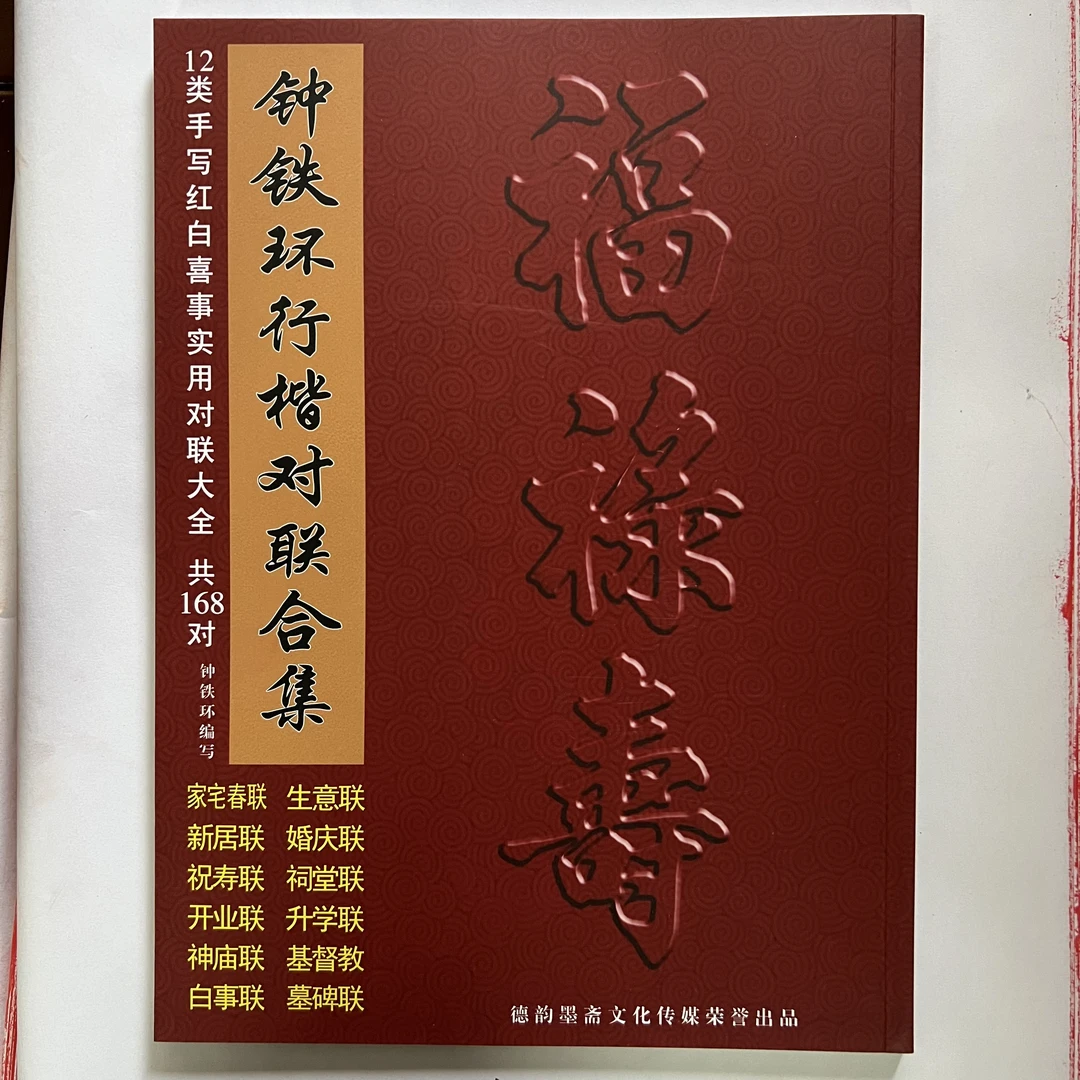 12类手写红白喜事实用对联大全 共168对
钟铁环编写
钟铁环行楷对联合集
福禄寿
家宅春联 生意联
新居联 婚庆联
祝寿联 祠堂联
开业联 升学联
神庙联 基督教
白事联 墓碑联
德韵墨斋文化传媒荣誉出品